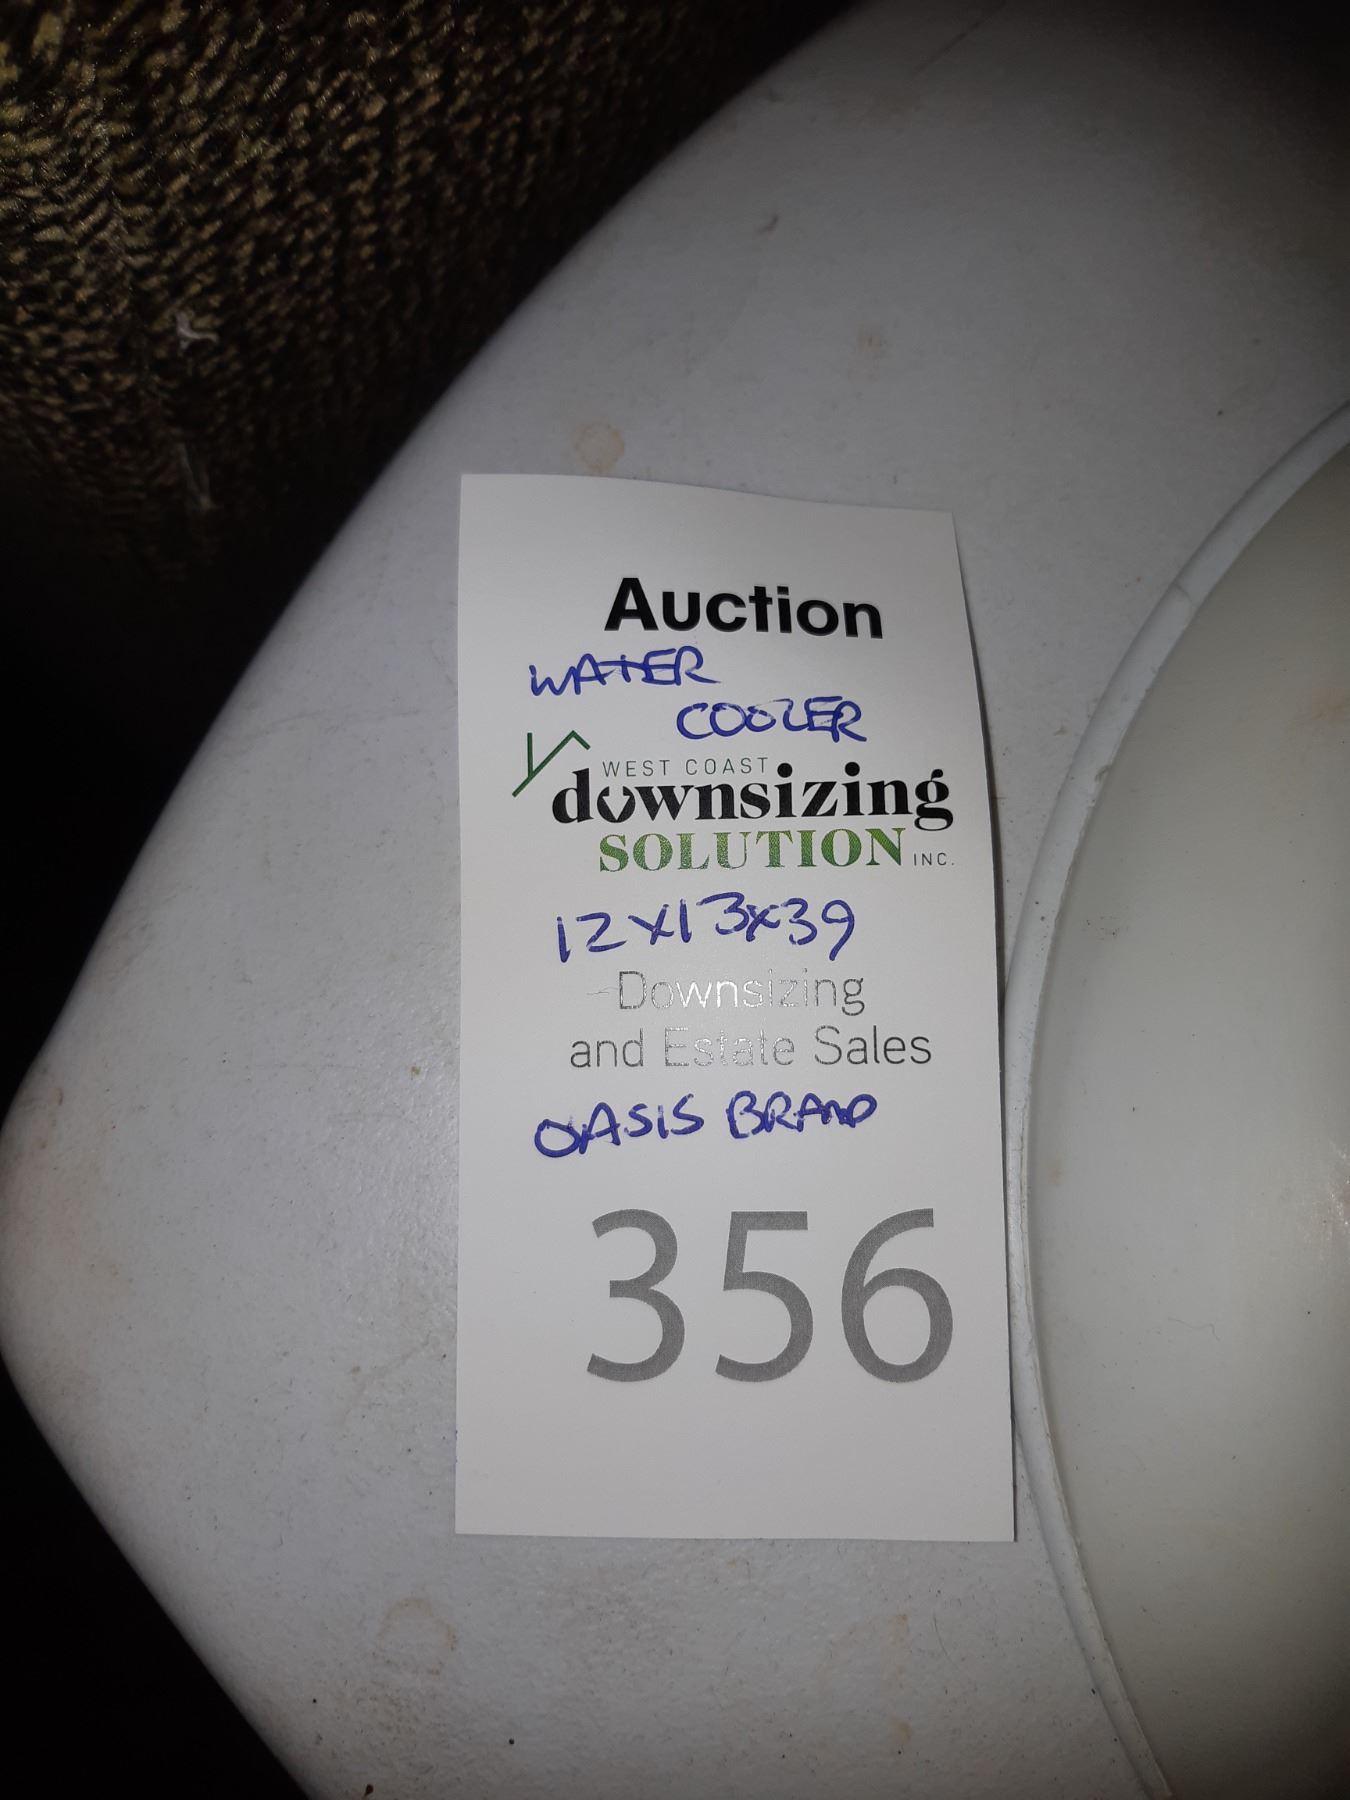 Auction
WATER
COOLER
WEST COAST
downsizing
SOLUTION INC.
12x13x39
Downsizing
and Estate Sales
OASIS BRAND
356